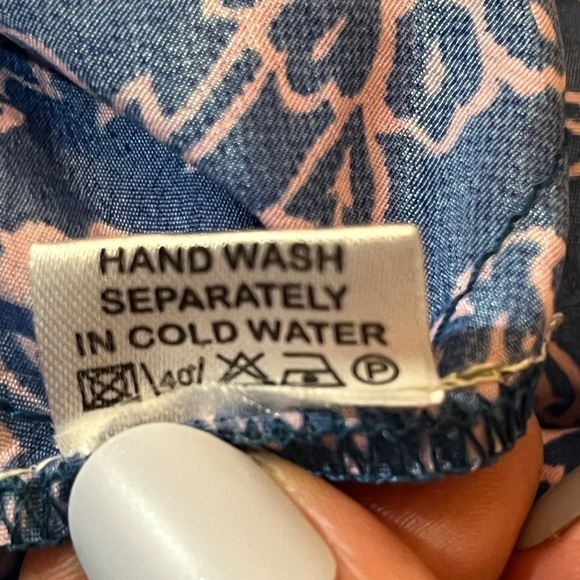 HAND WASH
SEPARATELY
IN COLD WATER
40° P